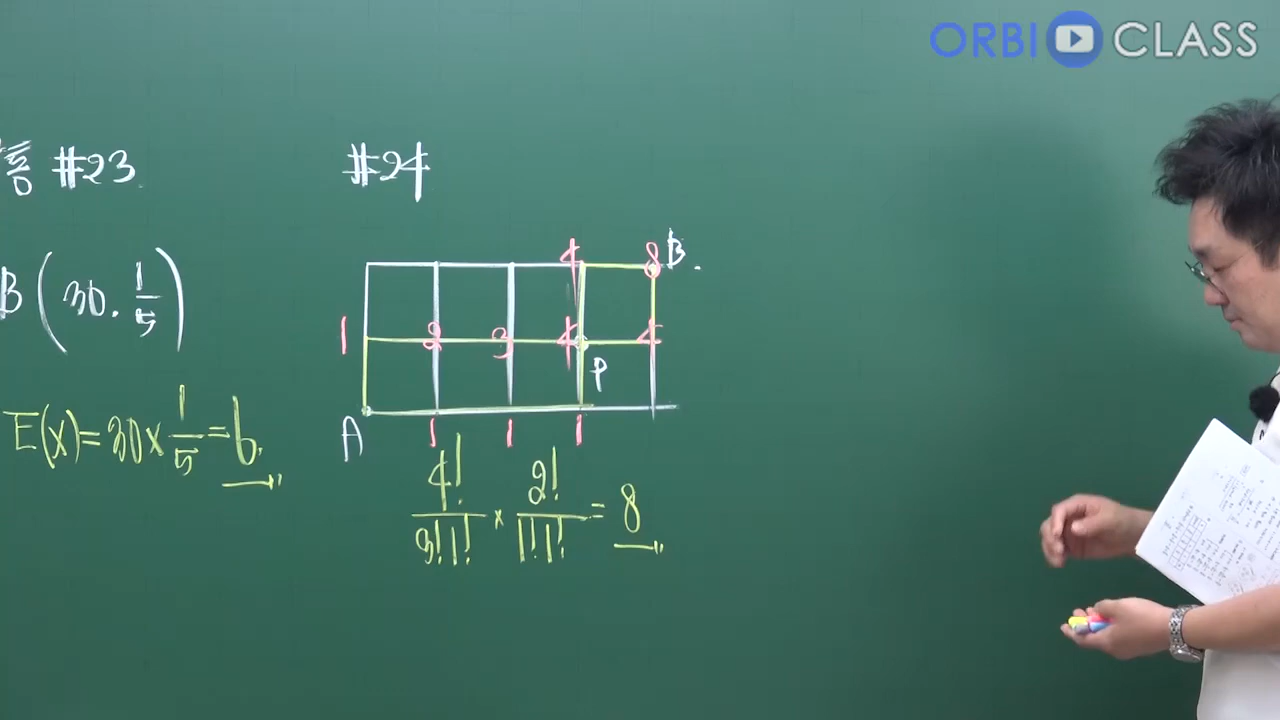 ORBI CLASS
홀 #23
B(30, 1/5)
E(X) = 30 × 1/5 = 6
#24
4 8 B
1 2 3 4 4
P
A
1 1 1
4!/3!1! × 2!/1!1! = 8